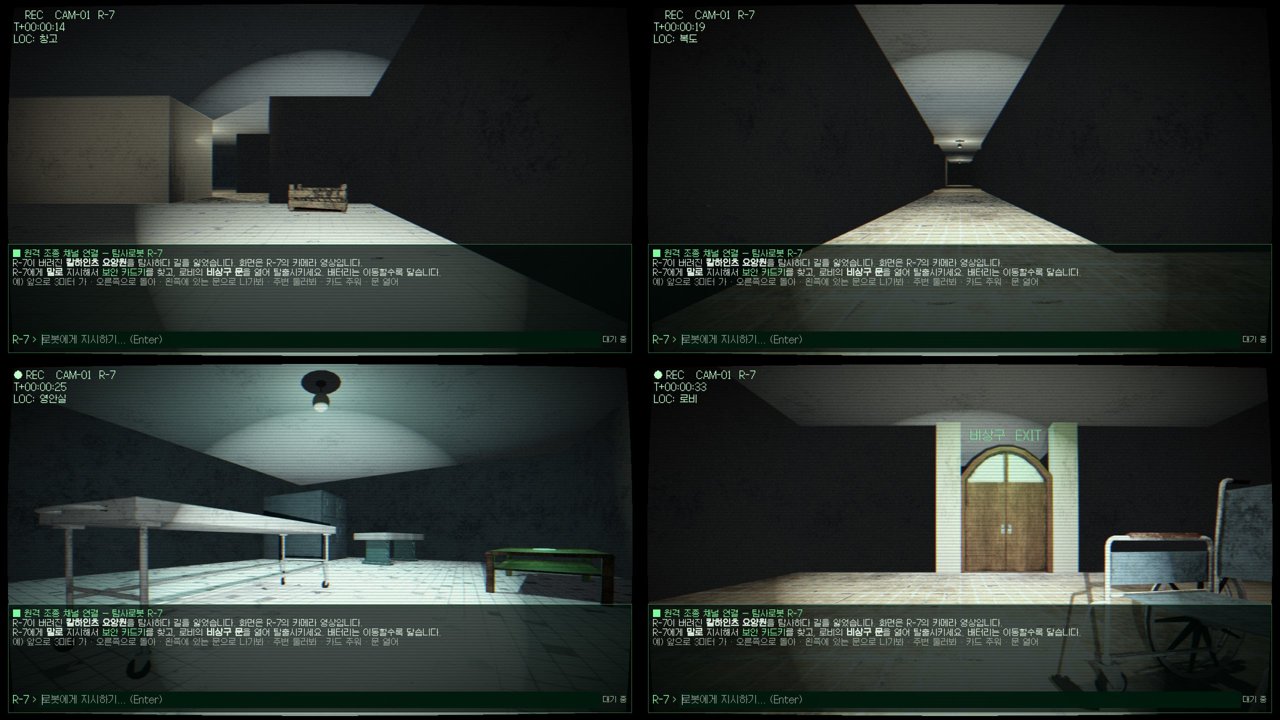 REC CAM-01 R-7
T+00:00:14
LOC: 창고
■ 원격 조종 채널 연결 — 탐사로봇 R-7
R-7이 버려진 칼하인츠 요양원을 탐사하다 길을 잃었습니다. 화면은 R-7의 카메라 영상입니다.
R-7에게 말로 지시해서 보안 카드키를 찾고, 로비의 비상구 문을 열어 탈출시키세요. 배터리는 이동할수록 닳습니다.
예) 앞으로 3미터 가 · 오른쪽으로 돌아 · 왼쪽에 있는 문으로 나가봐 · 주변 둘러봐 · 카드 주워 · 문 열어
R-7 > 로봇에게 지시하기... (Enter)
대기 중
REC CAM-01 R-7
T+00:00:19
LOC: 복도
■ 원격 조종 채널 연결 — 탐사로봇 R-7
R-7이 버려진 칼하인츠 요양원을 탐사하다 길을 잃었습니다. 화면은 R-7의 카메라 영상입니다.
R-7에게 말로 지시해서 보안 카드키를 찾고, 로비의 비상구 문을 열어 탈출시키세요. 배터리는 이동할수록 닳습니다.
예) 앞으로 3미터 가 · 오른쪽으로 돌아 · 왼쪽에 있는 문으로 나가봐 · 주변 둘러봐 · 카드 주워 · 문 열어
R-7 > 로봇에게 지시하기... (Enter)
대기 중
● REC CAM-01 R-7
T+00:00:25
LOC: 영안실
■ 원격 조종 채널 연결 — 탐사로봇 R-7
R-7이 버려진 칼하인츠 요양원을 탐사하다 길을 잃었습니다. 화면은 R-7의 카메라 영상입니다.
R-7에게 말로 지시해서 보안 카드키를 찾고, 로비의 비상구 문을 열어 탈출시키세요. 배터리는 이동할수록 닳습니다.
예) 앞으로 3미터 가 · 오른쪽으로 돌아 · 왼쪽에 있는 문으로 나가봐 · 주변 둘러봐 · 카드 주워 · 문 열어
R-7 > 로봇에게 지시하기... (Enter)
대기 중
● REC CAM-01 R-7
T+00:00:33
LOC: 로비
비상구 EXIT
■ 원격 조종 채널 연결 — 탐사로봇 R-7
R-7이 버려진 칼하인츠 요양원을 탐사하다 길을 잃었습니다. 화면은 R-7의 카메라 영상입니다.
R-7에게 말로 지시해서 보안 카드키를 찾고, 로비의 비상구 문을 열어 탈출시키세요. 배터리는 이동할수록 닳습니다.
예) 앞으로 3미터 가 · 오른쪽으로 돌아 · 왼쪽에 있는 문으로 나가봐 · 주변 둘러봐 · 카드 주워 · 문 열어
R-7 > 로봇에게 지시하기... (Enter)
대기 중